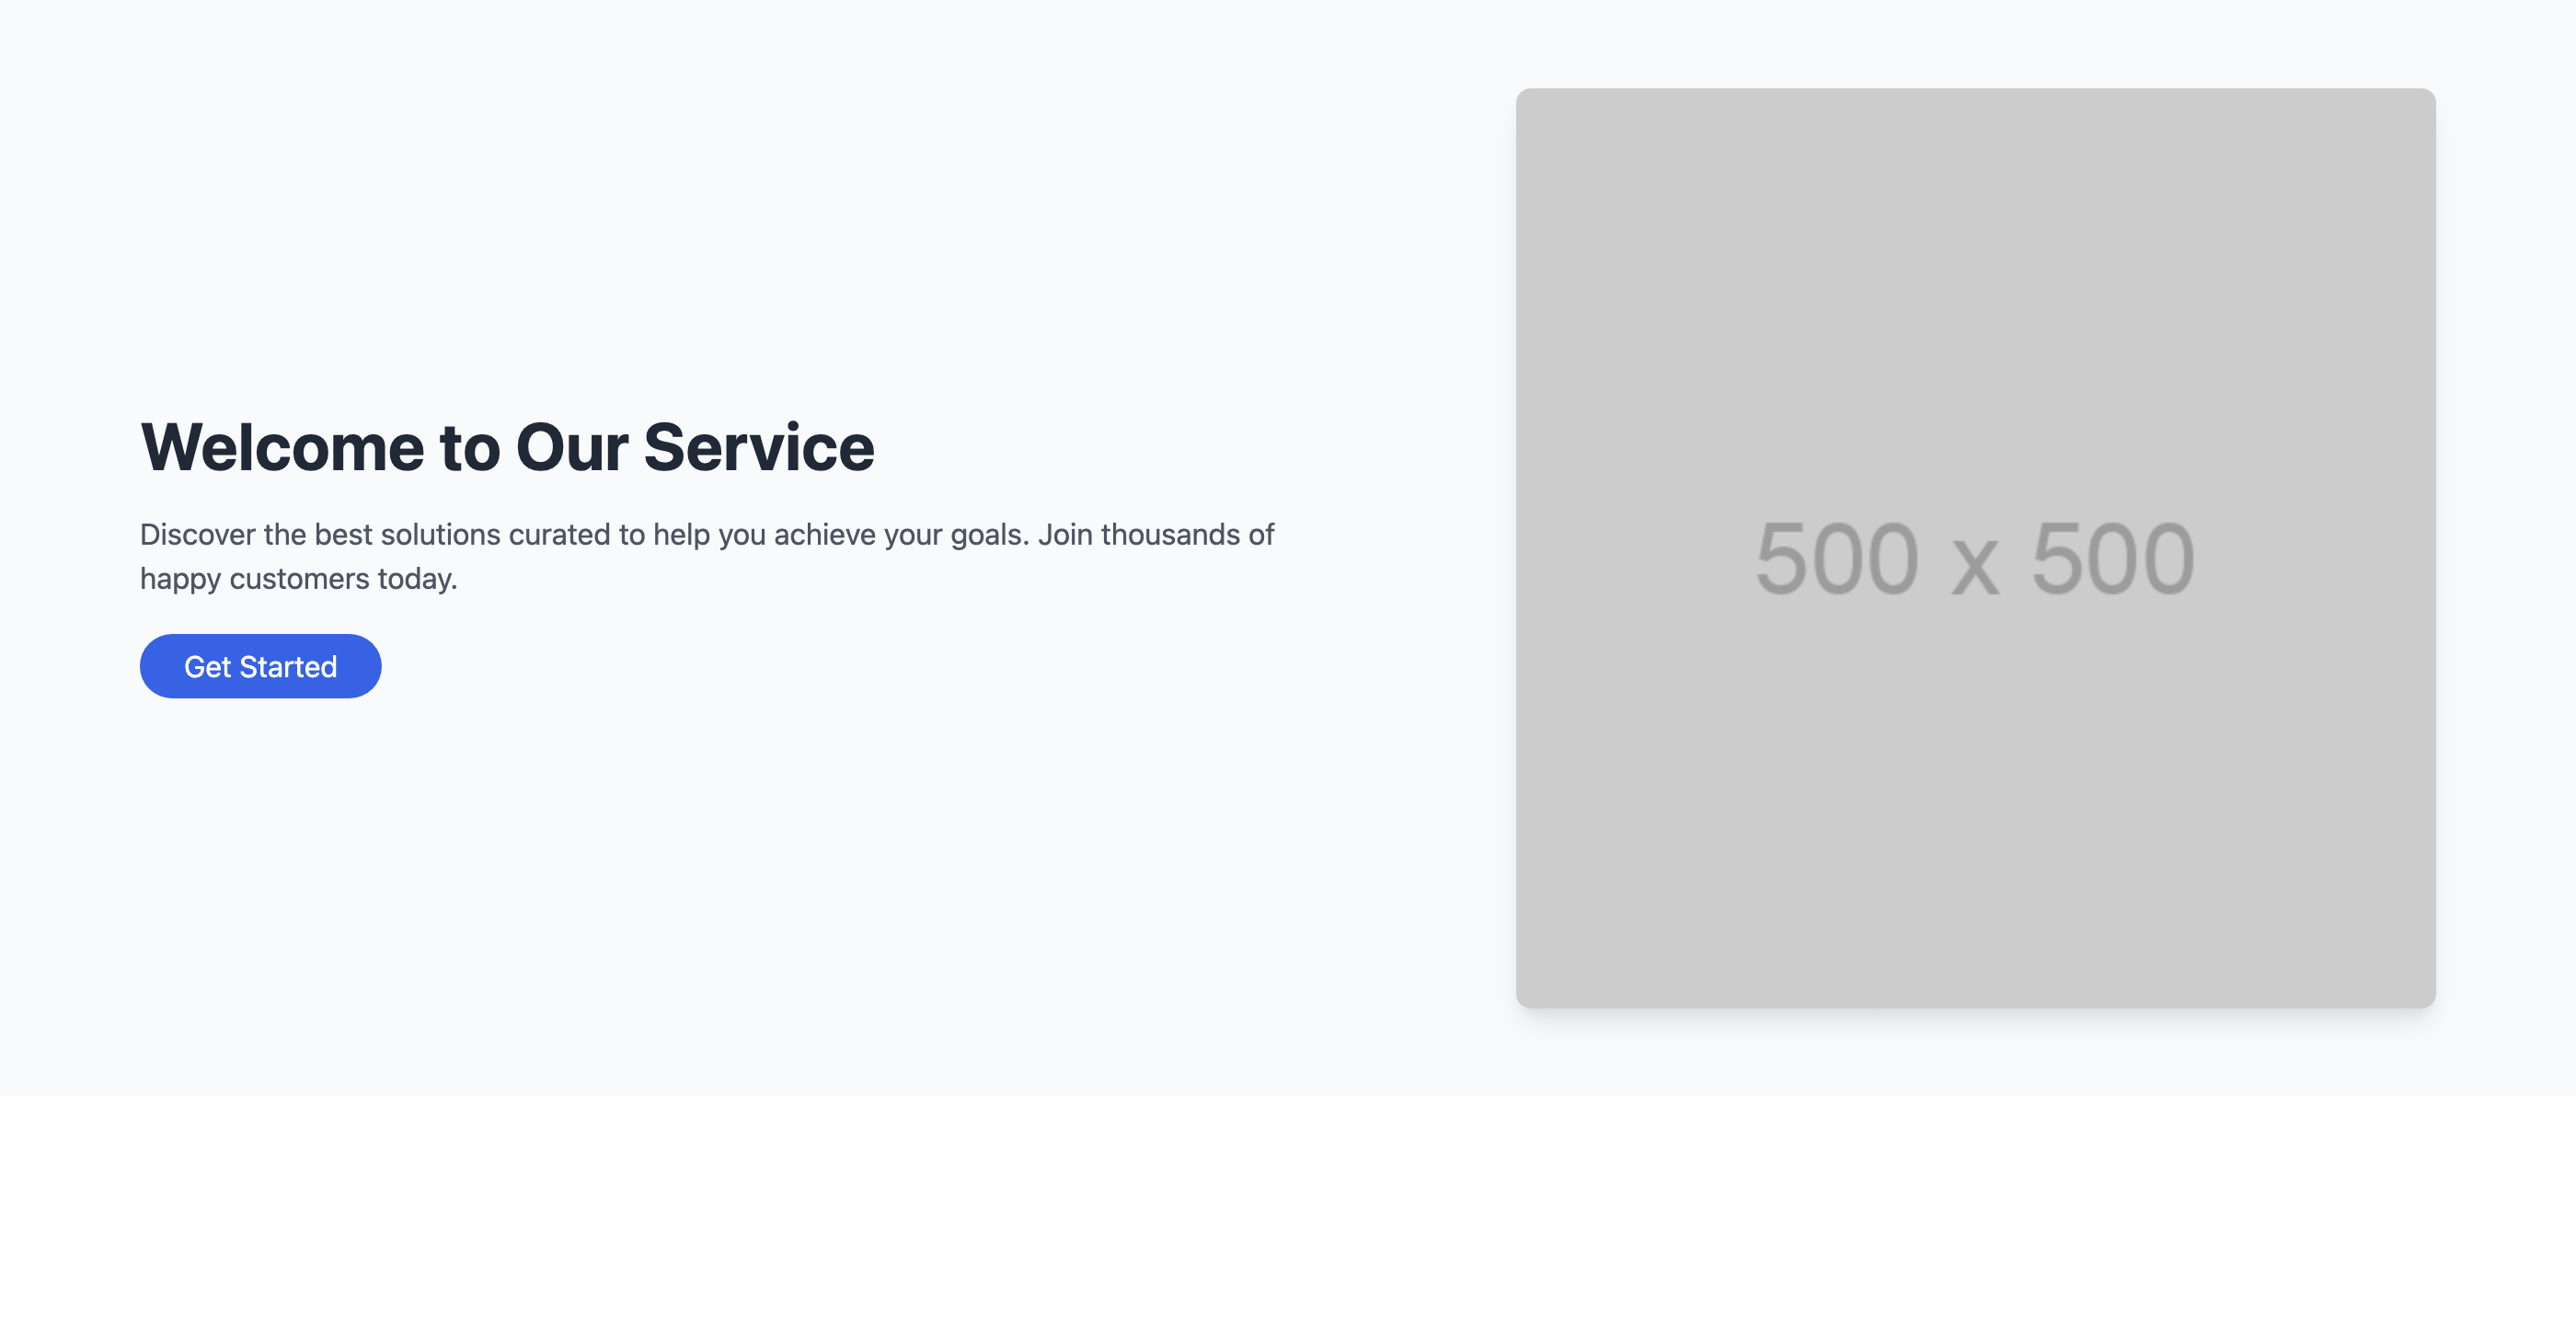 Welcome to Our Service
Discover the best solutions curated to help you achieve your goals. Join thousands of
happy customers today.
Get Started
500 x 500